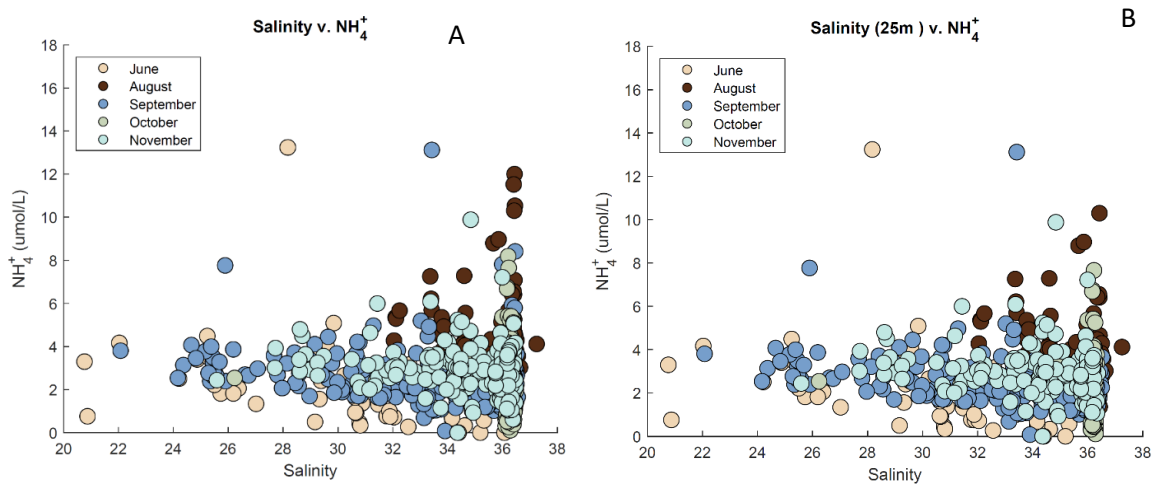 Salinity v. NH₄⁺
A
18
16
14
12
10
8
6
4
2
0
NH₄⁺ (umol/L)
June
August
September
October
November
20 22 24 26 28 30 32 34 36 38
Salinity
B
Salinity (25m ) v. NH₄⁺
18
16
14
12
10
8
6
4
2
0
NH₄⁺ (umol/L)
June
August
September
October
November
20 22 24 26 28 30 32 34 36 38
Salinity